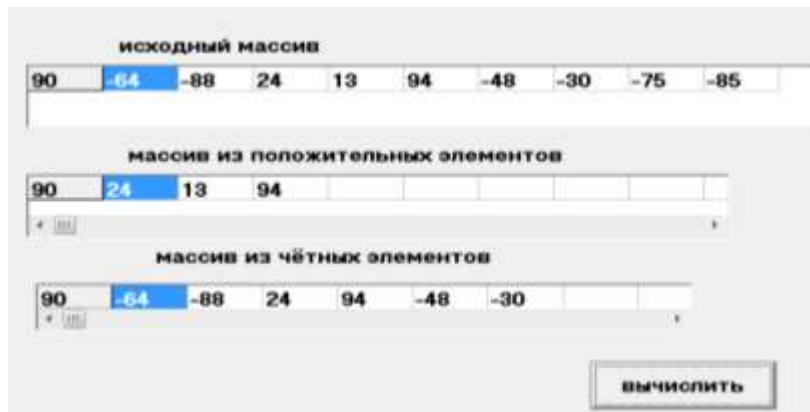 исходный массив
90 -64 -88 24 13 94 -48 -30 -75 -85
массив из положительных элементов
90 24 13 94
массив из чётных элементов
90 -64 -88 24 94 -48 -30
вычислить